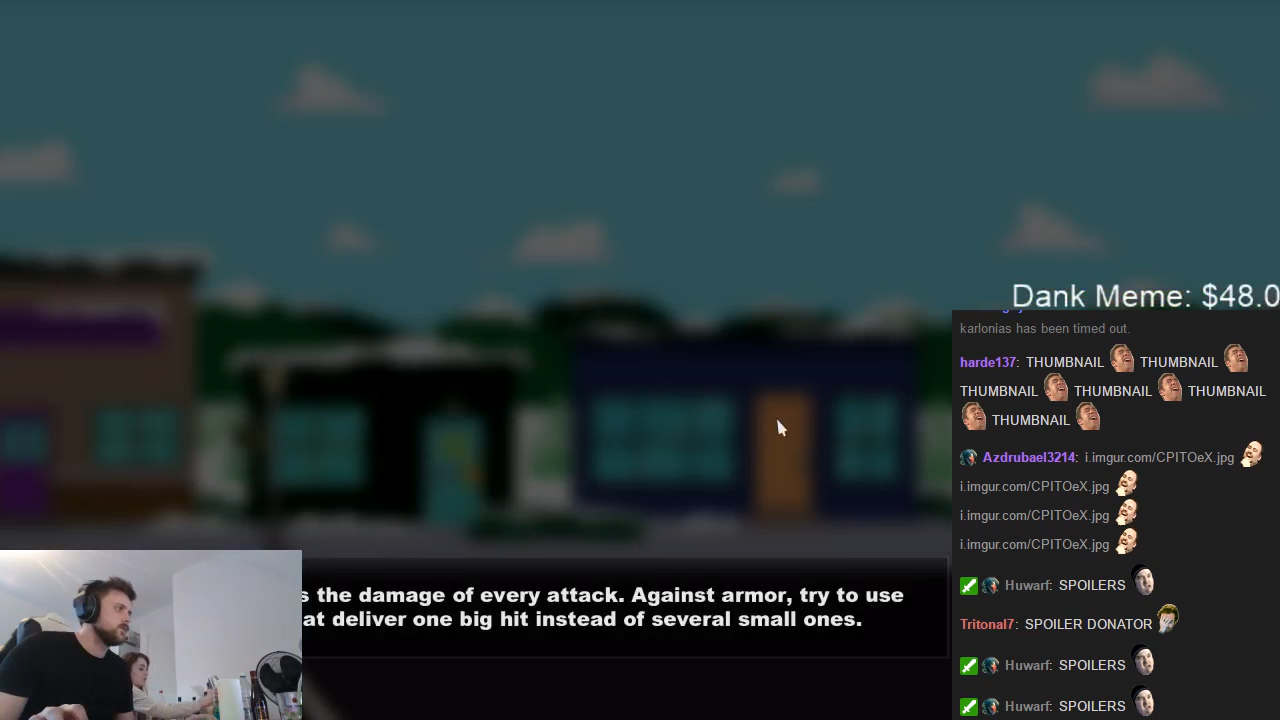 Dank Meme: $48.0
karlonias has been timed out.
harde137: THUMBNAIL THUMBNAIL
THUMBNAIL THUMBNAIL THUMBNAIL
THUMBNAIL
Azdrubael3214: i.imgur.com/CPITOeX.jpg
i.imgur.com/CPITOeX.jpg
i.imgur.com/CPITOeX.jpg
i.imgur.com/CPITOeX.jpg
Huwarf: SPOILERS
s the damage of every attack. Against armor, try to use
at deliver one big hit instead of several small ones.
Tritonal7: SPOILER DONATOR
Huwarf: SPOILERS
Huwarf: SPOILERS